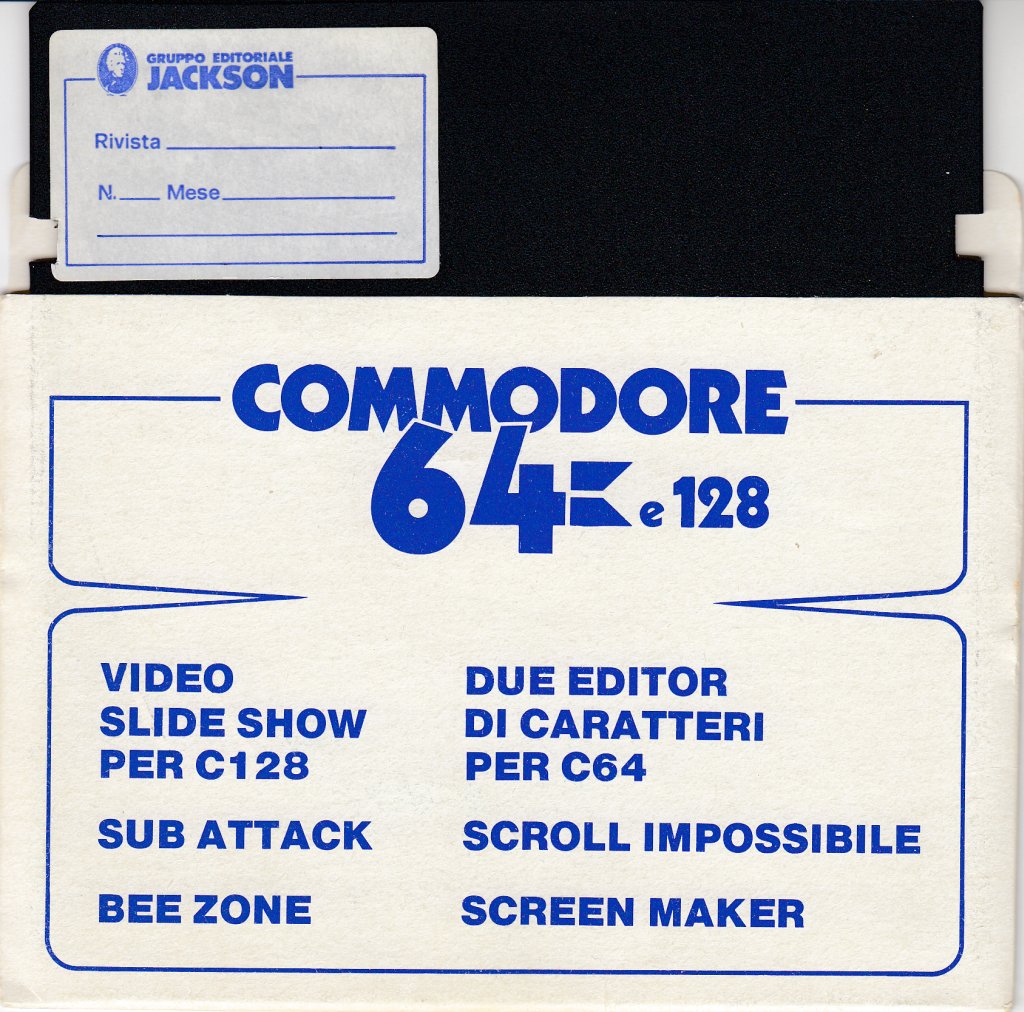 GRUPPO EDITORIALE
JACKSON
Rivista
N. Mese
COMMODORE
64K e 128
VIDEO
SLIDE SHOW
PER C128
SUB ATTACK
BEE ZONE
DUE EDITOR
DI CARATTERI
PER C64
SCROLL IMPOSSIBILE
SCREEN MAKER